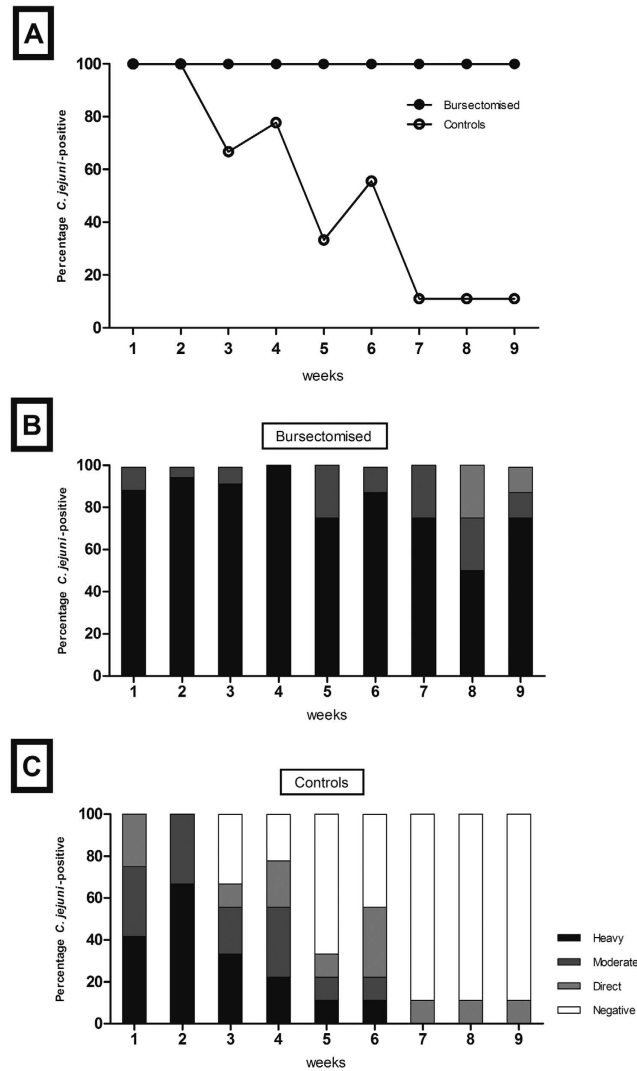 A
Percentage C. jejuni-positive
100
80
60
40
20
0
Bursectomised
Controls
1 2 3 4 5 6 7 8 9
weeks
B
Bursectomised
Percentage C. jejuni-positive
100
80
60
40
20
0
1 2 3 4 5 6 7 8 9
weeks
C
Controls
Percentage C. jejuni-positive
100
80
60
40
20
0
1 2 3 4 5 6 7 8 9
weeks
Heavy
Moderate
Direct
Negative